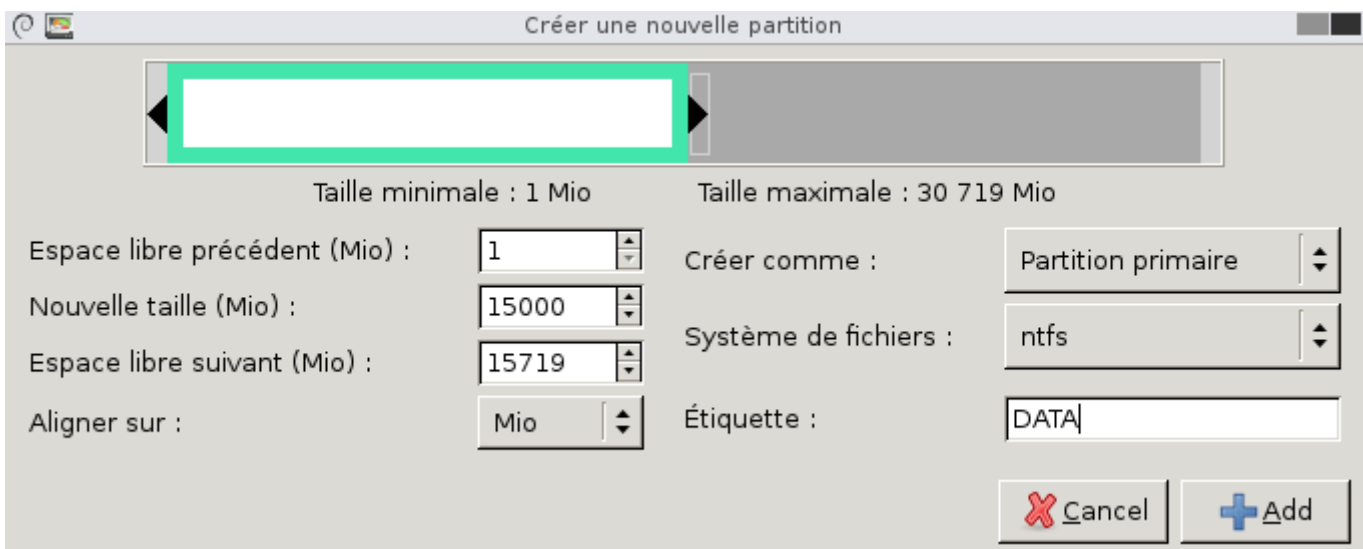 Créer une nouvelle partition
Taille minimale : 1 Mio Taille maximale : 30 719 Mio
Espace libre précédent (Mio) : 1
Créer comme : Partition primaire
Nouvelle taille (Mio) : 15000
Système de fichiers : ntfs
Espace libre suivant (Mio) : 15719
Aligner sur : Mio
Étiquette : DATA
Cancel Add